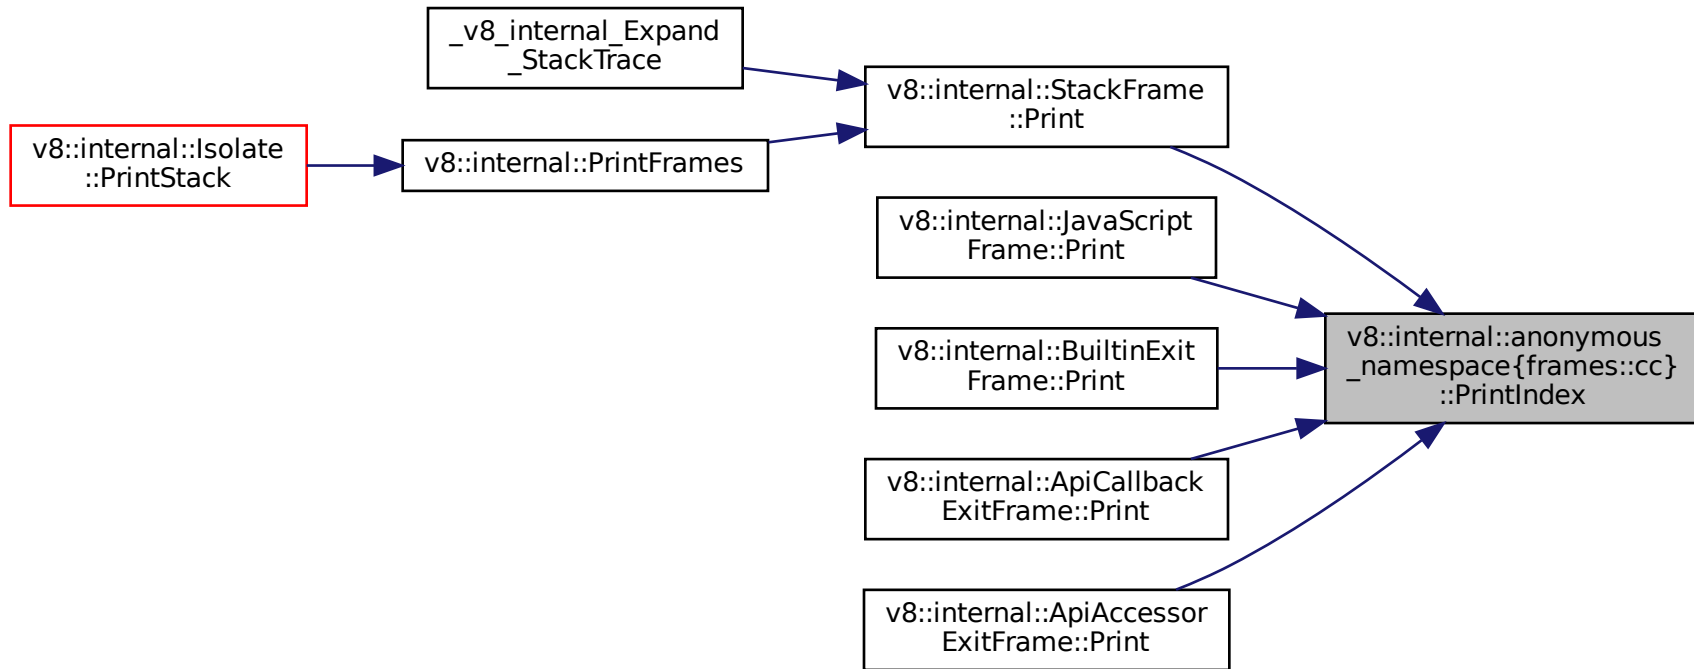 _v8_internal_Expand
_StackTrace
v8::internal::StackFrame
::Print
v8::internal::Isolate
::PrintStack
v8::internal::PrintFrames
v8::internal::JavaScript
Frame::Print
v8::internal::BuiltinExit
Frame::Print
v8::internal::anonymous
_namespace{frames::cc}
::PrintIndex
v8::internal::ApiCallback
ExitFrame::Print
v8::internal::ApiAccessor
ExitFrame::Print